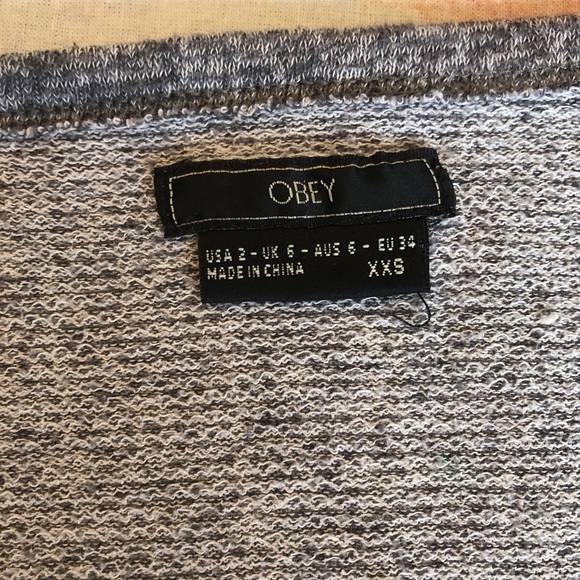 OBEY
USA 2 - UK 6 - AUS 6 - EU 34
MADE IN CHINA XXS